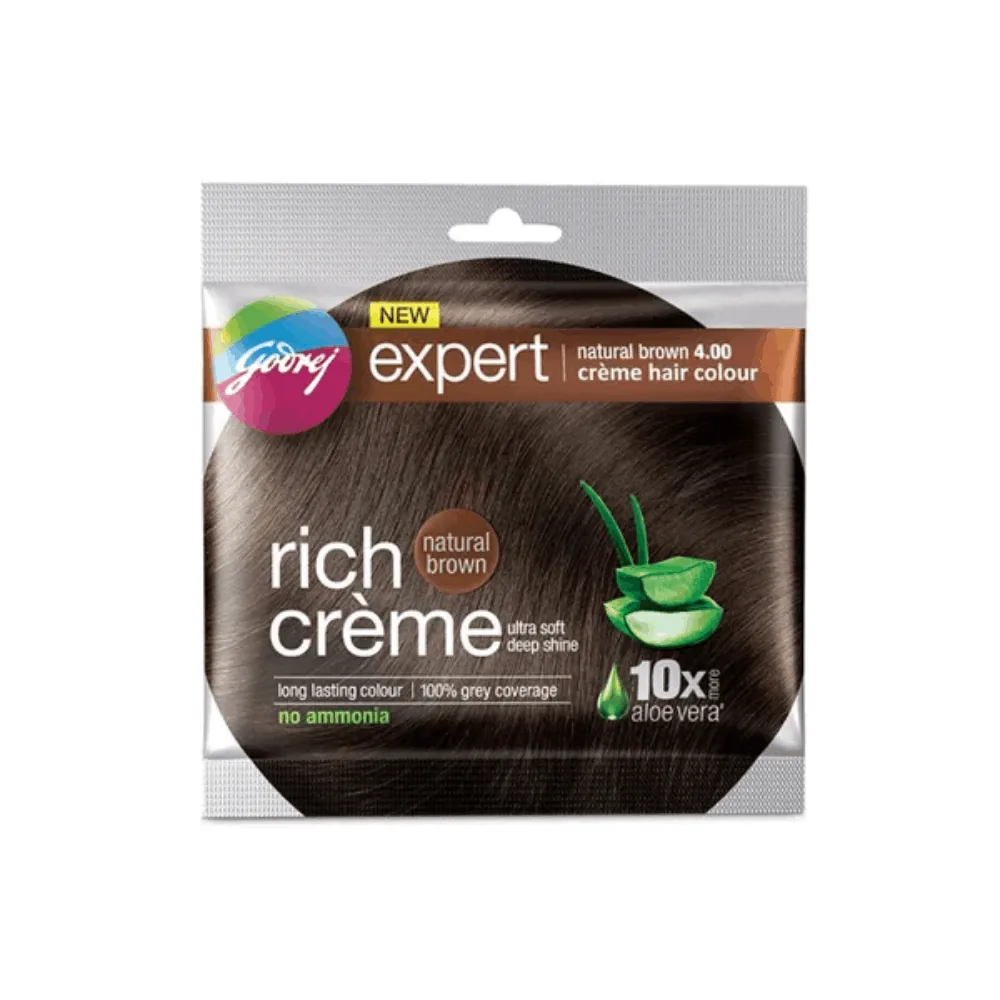 NEW
Godrej
expert
natural brown 4.00
crème hair colour
rich
crème
natural
brown
ultra soft
deep shine
long lasting colour | 100% grey coverage
no ammonia
10x more
aloe vera*